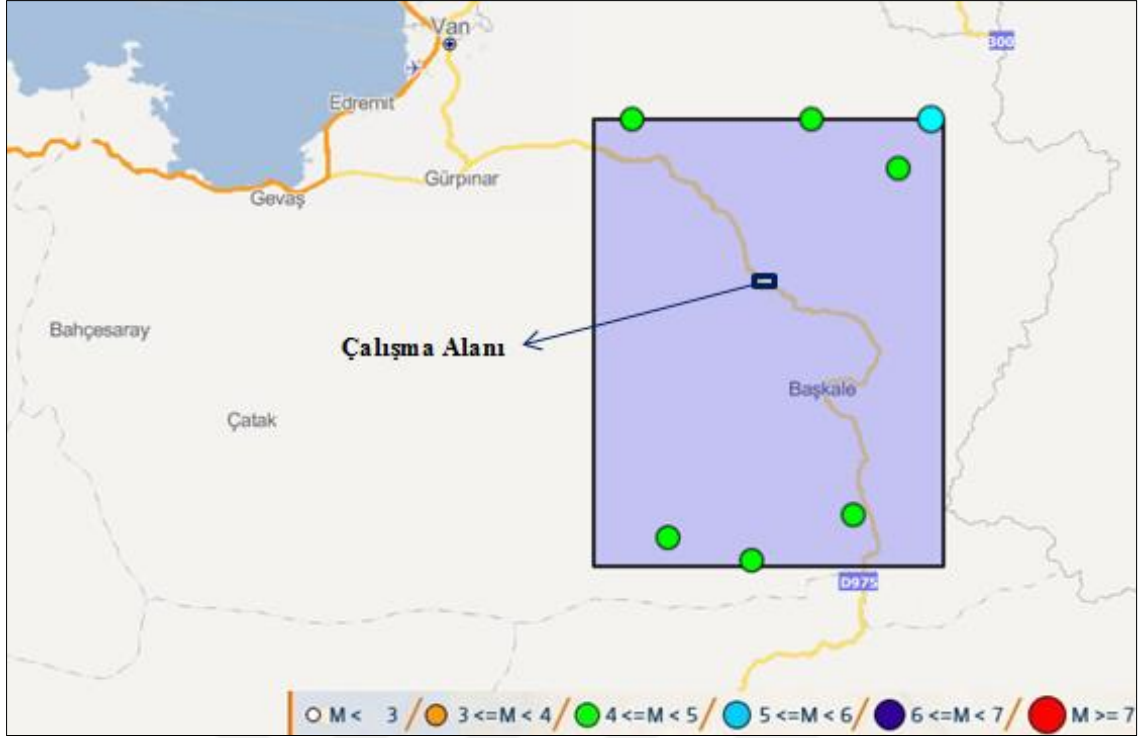 Van
300
Edremit
Gürpınar
Gevaş
Bahçesaray
Çalışma Alanı
Başkale
Çatak
D975
M < 3
3 <=M < 4
4 <=M < 5
5 <=M < 6
6 <=M < 7
M >= 7